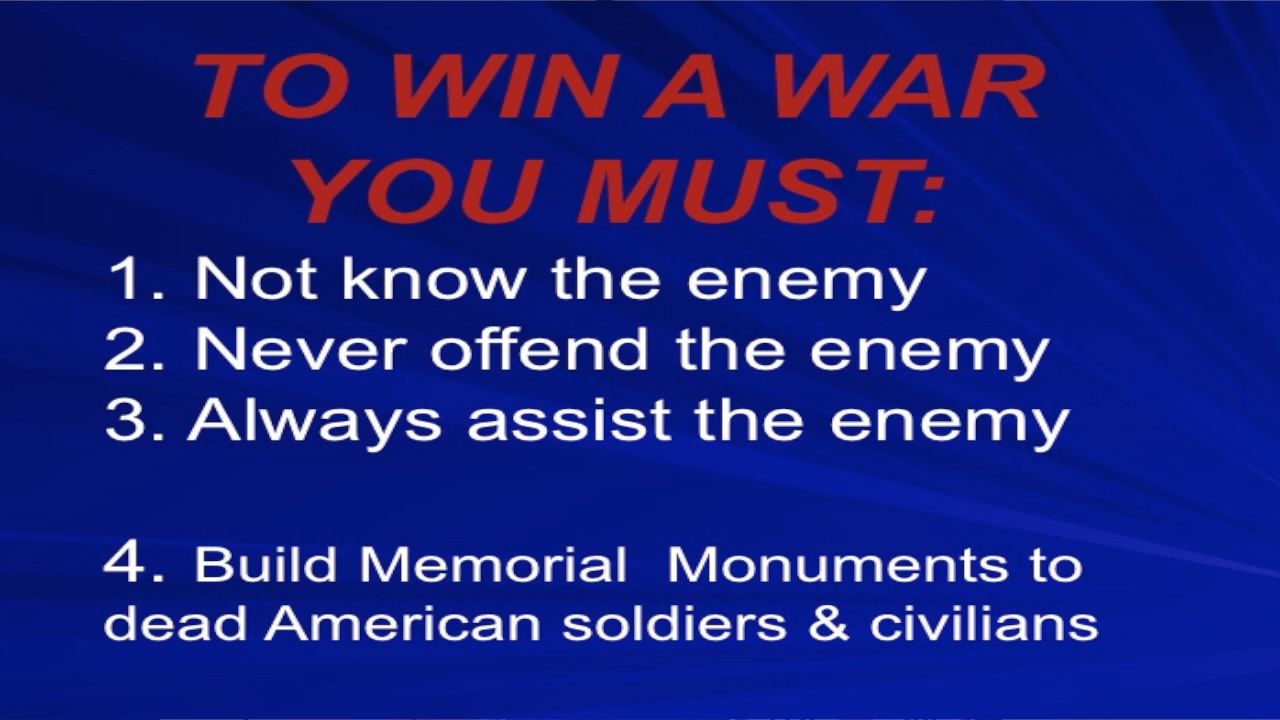 TO WIN A WAR
YOU MUST:
1. Not know the enemy
2. Never offend the enemy
3. Always assist the enemy
4. Build Memorial  Monuments to
dead American soldiers & civilians